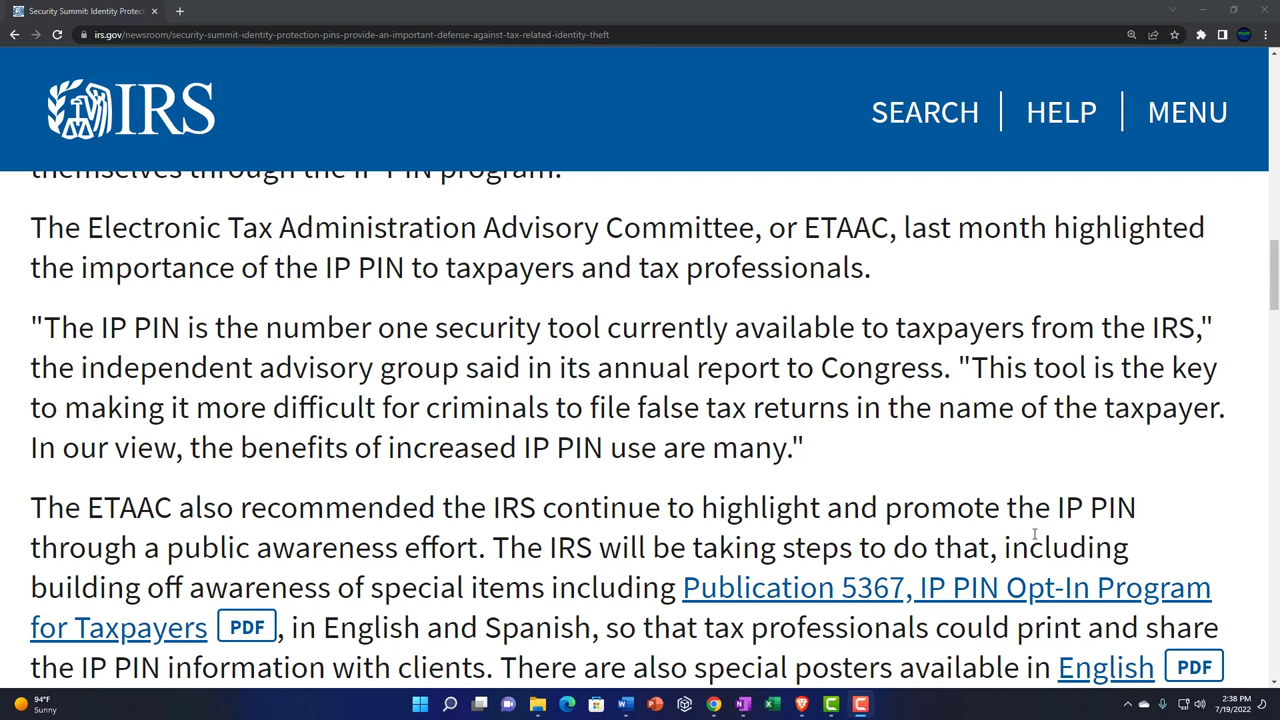 Security Summit: Identity Protec
irs.gov/newsroom/security-summit-identity-protection-pins-provide-an-important-defense-against-tax-related-identity-theft
IRS
SEARCH
HELP
MENU
themselves through the IP PIN program.
The Electronic Tax Administration Advisory Committee, or ETAAC, last month highlighted
the importance of the IP PIN to taxpayers and tax professionals.
"The IP PIN is the number one security tool currently available to taxpayers from the IRS,"
the independent advisory group said in its annual report to Congress. "This tool is the key
to making it more difficult for criminals to file false tax returns in the name of the taxpayer.
In our view, the benefits of increased IP PIN use are many."
The ETAAC also recommended the IRS continue to highlight and promote the IP PIN
through a public awareness effort. The IRS will be taking steps to do that, including
building off awareness of special items including Publication 5367, IP PIN Opt-In Program
for Taxpayers PDF , in English and Spanish, so that tax professionals could print and share
the IP PIN information with clients. There are also special posters available in English PDF
94°F
Sunny
2:38 PM
7/19/2022